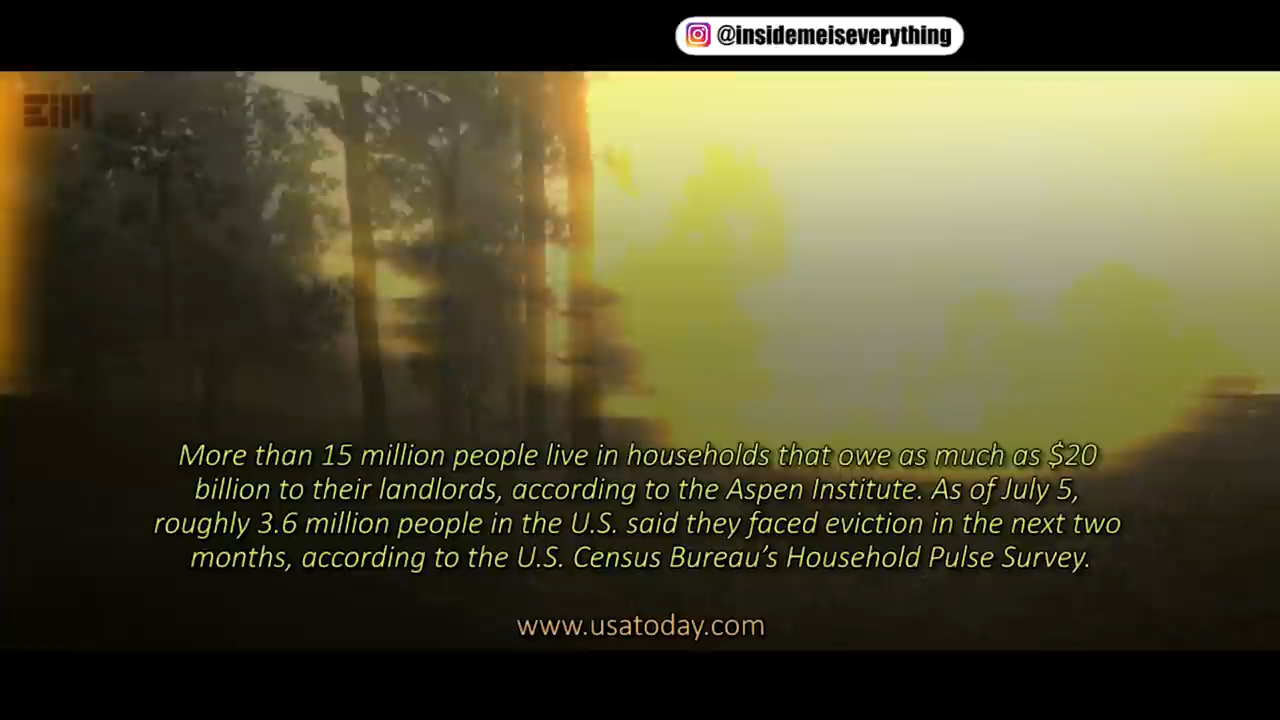 @insidemeiseverything
EiM
More than 15 million people live in households that owe as much as $20
billion to their landlords, according to the Aspen Institute. As of July 5,
roughly 3.6 million people in the U.S. said they faced eviction in the next two
months, according to the U.S. Census Bureau’s Household Pulse Survey.
www.usatoday.com